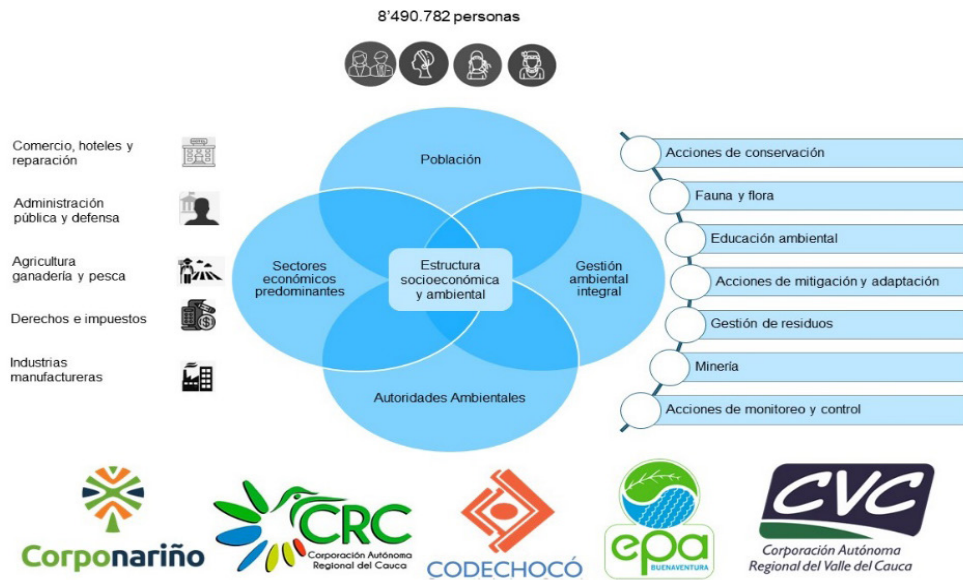 8'490.782 personas
Comercio, hoteles y
reparación
Administración
pública y defensa
Agricultura
ganadería y pesca
Derechos e impuestos
Industrias
manufactureras
Población
Sectores
económicos
predominantes
Estructura
socioeconómica
y ambiental
Gestión
ambiental
integral
Autoridades Ambientales
Acciones de conservación
Fauna y flora
Educación ambiental
Acciones de mitigación y adaptación
Gestión de residuos
Minería
Acciones de monitoreo y control
Corponariño
CRC
Corporación Autónoma
Regional del Cauca
CODECHOCÓ
epa
BUENAVENTURA
CVC
Corporación Autónoma
Regional del Valle del Cauca